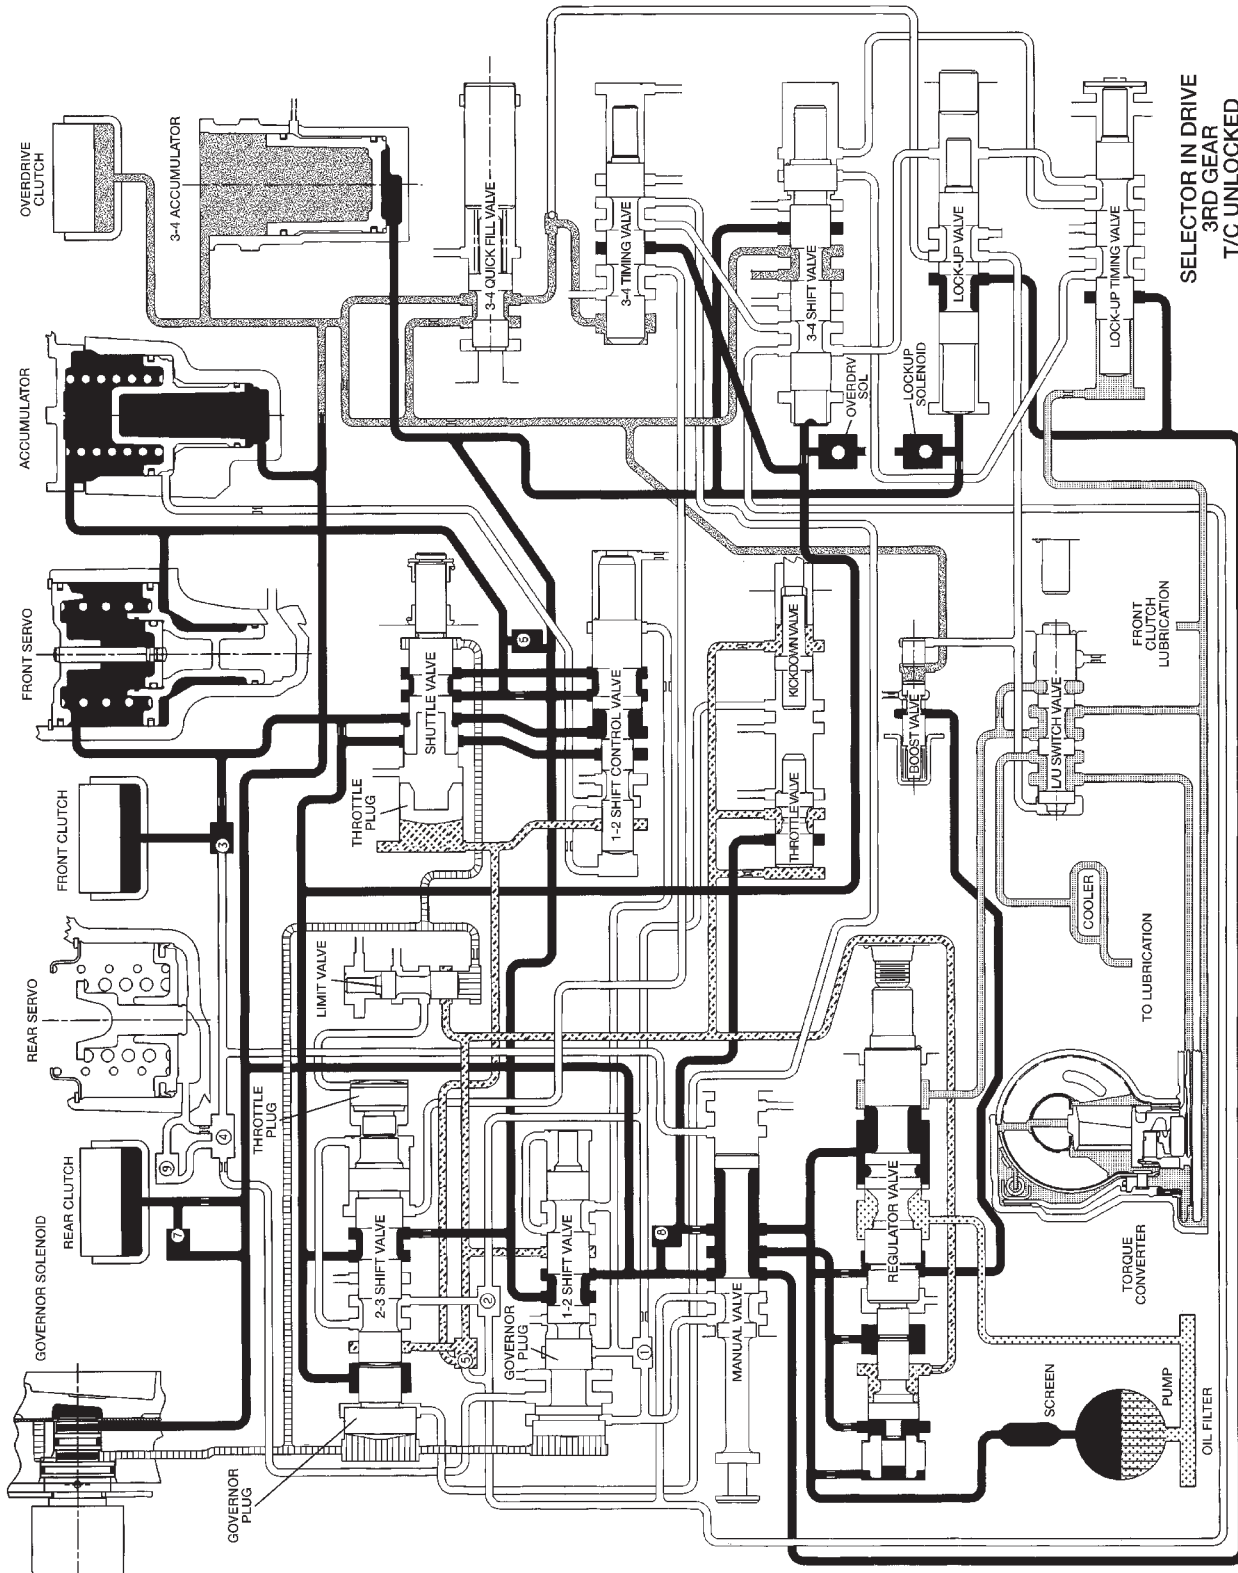 OVERDRIVE
CLUTCH
3-4 ACCUMULATOR
3-4 QUICKFILL VALVE
3-4 TIMING VALVE
3-4 SHIFT VALVE
LOCK-UP VALVE
LOCK-UP TIMING VALVE
SELECTOR IN DRIVE
3RD GEAR
T/C UNLOCKED
ACCUMULATOR
OVERDRV
SOL
LOCKUP
SOLENOID
FRONT SERVO
SHUTTLE VALVE
6
1-2 SHIFT CONTROL VALVE
KICKDOWN VALVE
THROTTLE VALVE
BOOST VALVE
L/U SWITCH VALVE
FRONT
CLUTCH
LUBRICATION
FRONT CLUTCH
3
THROTTLE
PLUG
COOLER
TO LUBRICATION
REAR SERVO
LIMIT VALVE
REAR CLUTCH
7
9
4
THROTTLE
PLUG
2-3 SHIFT VALVE
5
2
1-2 SHIFT VALVE
GOVERNOR
PLUG
1
8
MANUAL VALVE
REGULATOR VALVE
TORQUE
CONVERTER
GOVERNOR SOLENOID
GOVERNOR
PLUG
SCREEN
PUMP
OIL FILTER